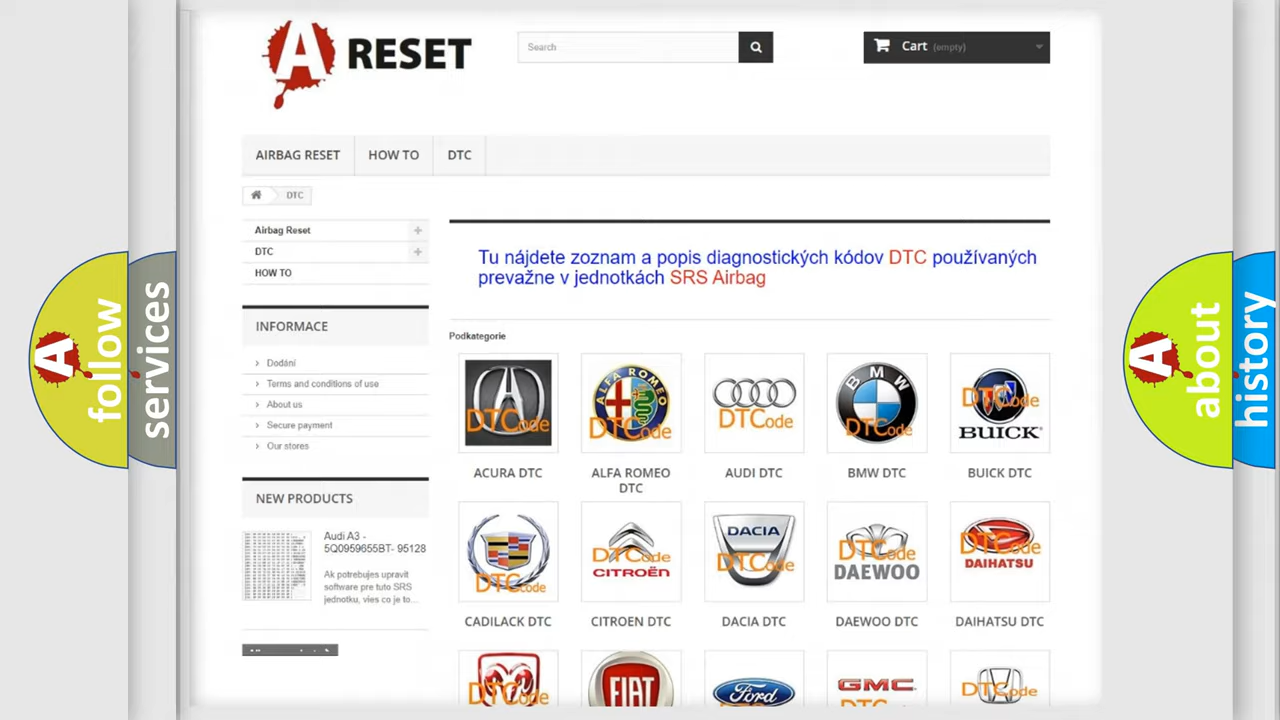 A RESET
Search
Cart (empty)
AIRBAG RESET
HOW TO
DTC
DTC
Airbag Reset
DTC
HOW TO
Tu nájdete zoznam a popis diagnostických kódov DTC používaných
prevažne v jednotkách SRS Airbag
INFORMACE
Dodání
Terms and conditions of use
About us
Secure payment
Our stores
NEW PRODUCTS
Audi A3 -
5Q0959655BT- 95128
Ak potrebujes upravit
software pre tuto SRS
jednotku, vies co je to...
Podkategorie
DTCode
ALFA ROMEO
DTCode
DTCode
BMW
DTCode
DTCode
BUICK
ACURA DTC
ALFA ROMEO
DTC
AUDI DTC
BMW DTC
BUICK DTC
DTCode
DTCode
CITROËN
DACIA
DTCode
DTCode
DAEWOO
DTCode
DAIHATSU
CADILACK DTC
CITROEN DTC
DACIA DTC
DAEWOO DTC
DAIHATSU DTC
DTCode
FIAT
Ford
GMC
DTCode
A
follow
services
A
about
history